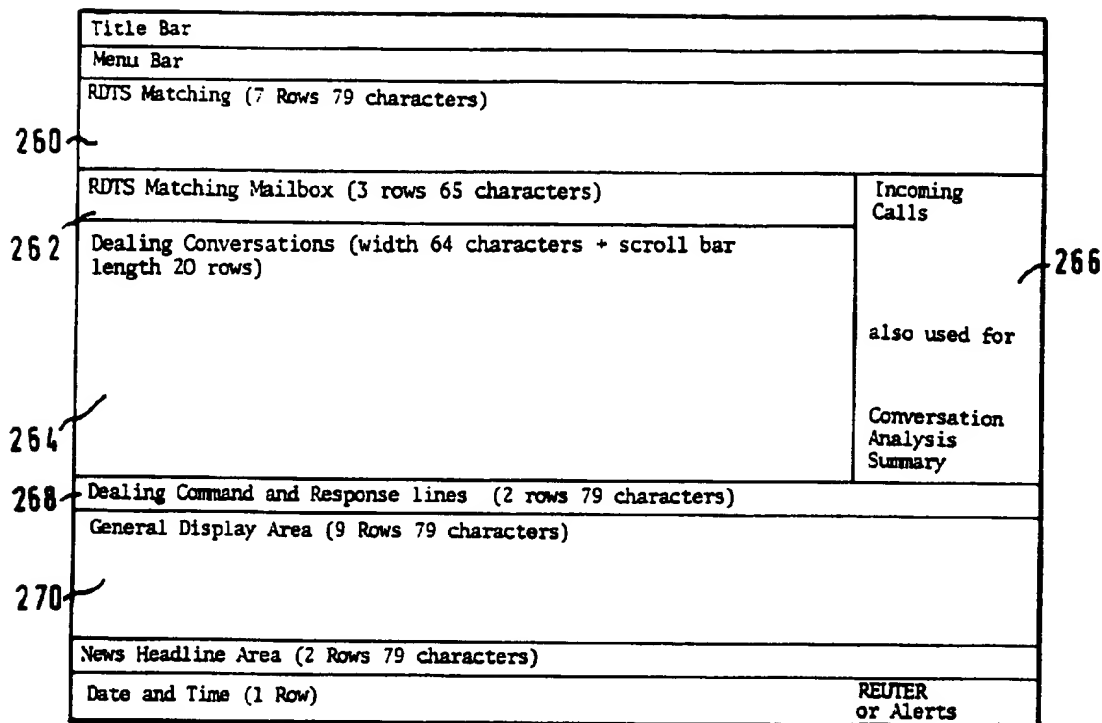 Title Bar
Menu Bar
RDTS Matching (7 Rows 79 characters)
260
RDTS Matching Mailbox (3 rows 65 characters)
Incoming
Calls
262
Dealing Conversations (width 64 characters + scroll bar
length 20 rows)
266
also used for
264
Conversation
Analysis
Summary
268
Dealing Command and Response lines (2 rows 79 characters)
General Display Area (9 Rows 79 characters)
270
News Headline Area (2 Rows 79 characters)
Date and Time (1 Row)
REUTER
or Alerts